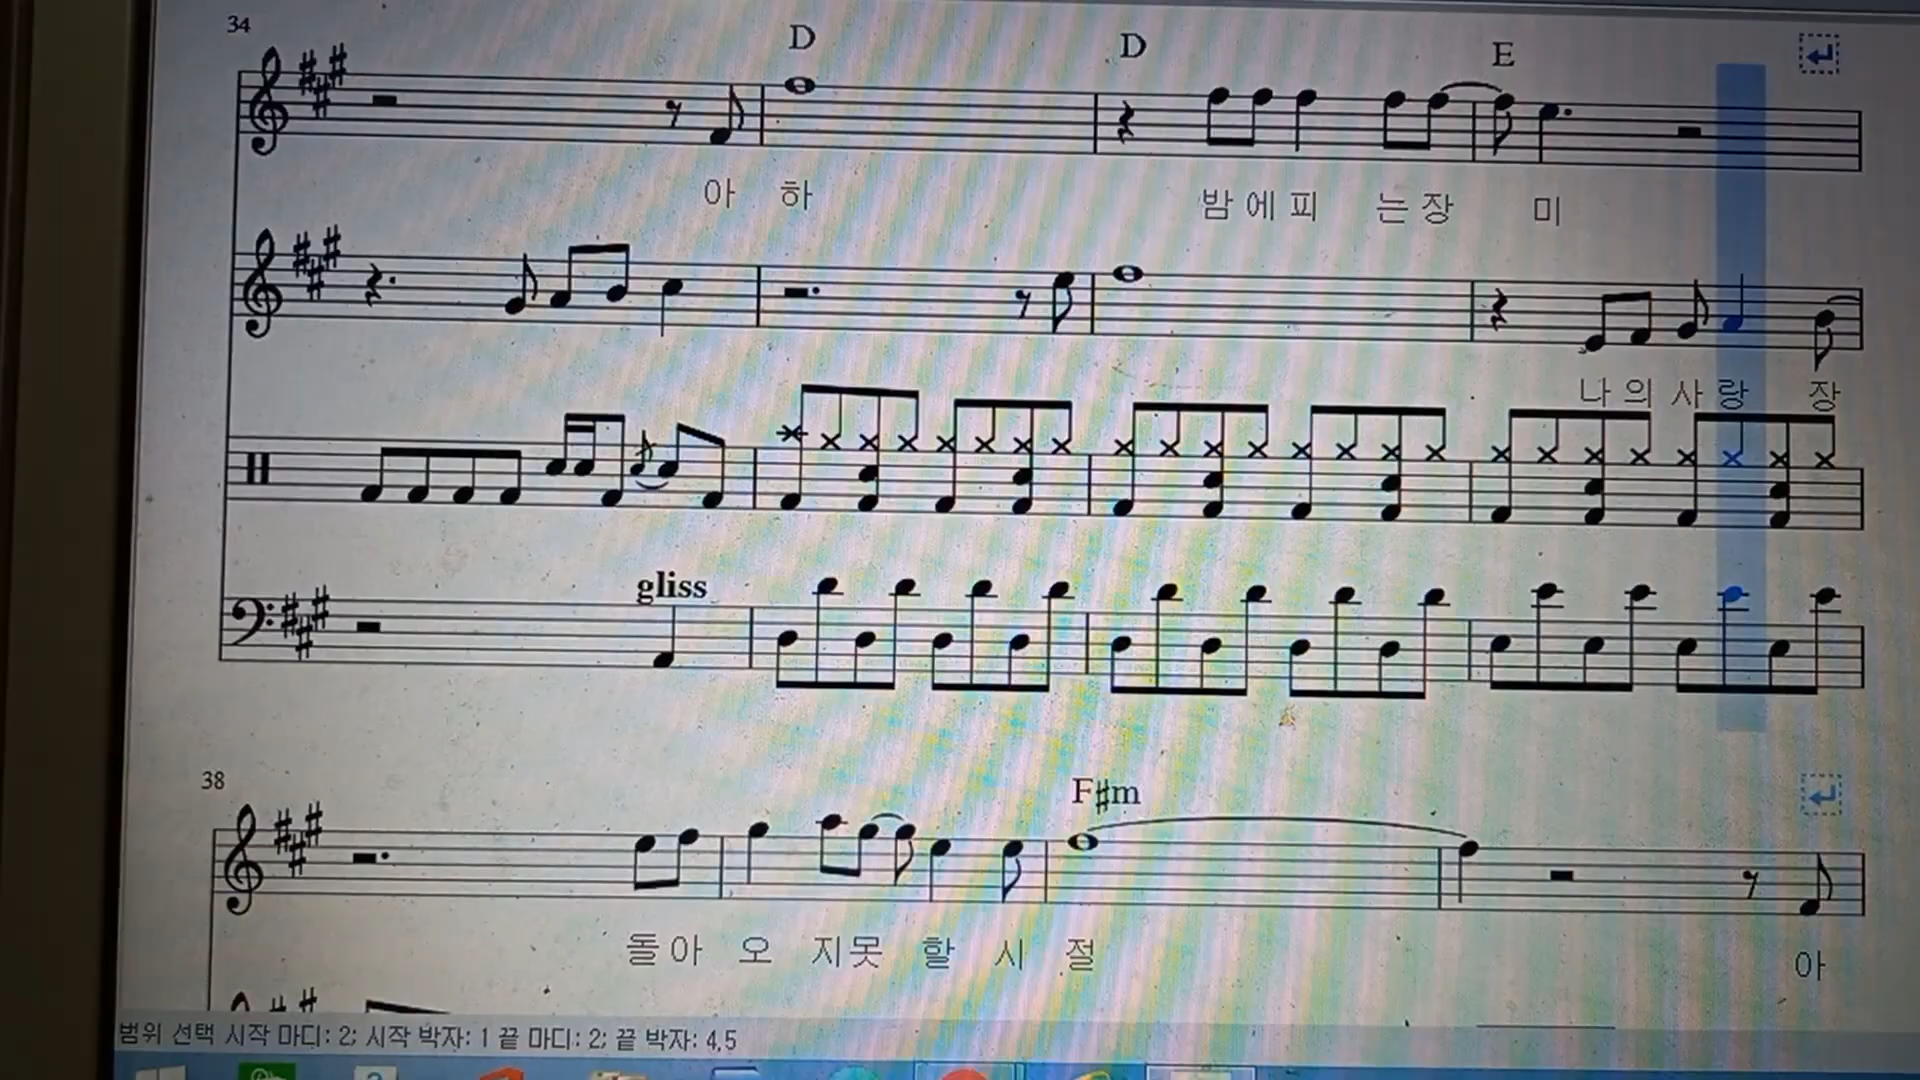 34
D D E
아 하 밤 에 피 는 장 미
나 의 사 랑 장
gliss
38
F♯m
돌 아 오 지 못 할 시 절 아
범위 선택 시작 마디: 2; 시작 박자: 1 끝 마디: 2; 끝 박자: 4,5